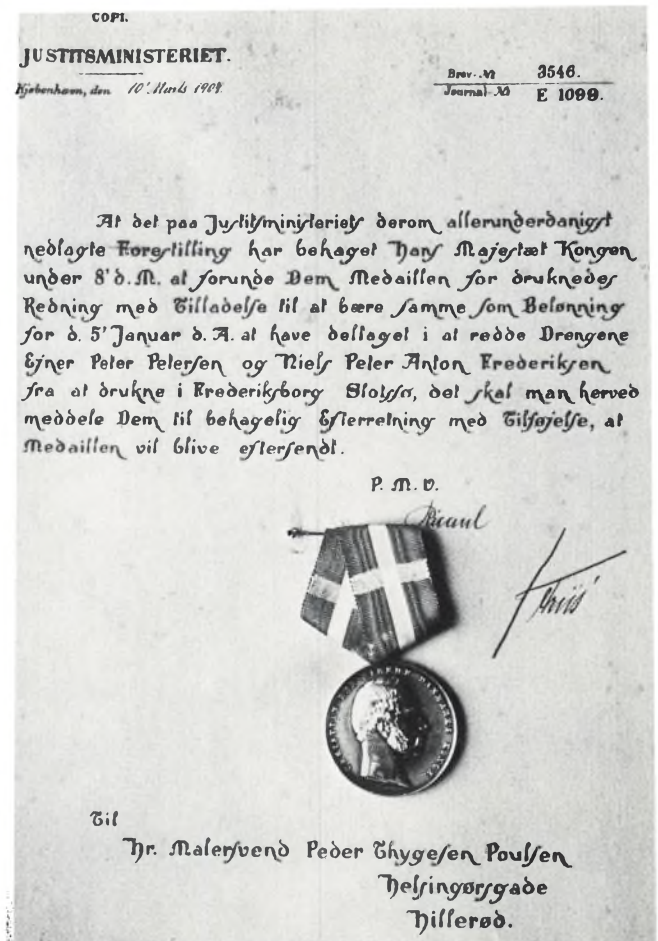 COPI.
JUSTITSMINISTERIET.
Kjøbenhavn, den 10' Marts
Brev-№ 3546.
Journal-№ E 1099.
At det paa Justitsministeriets derom allerunderdanigst
nedlagte Forestilling har behaget Hans Majestæt Kongen
under 8' d. M. at forunde Dem Medaillen for druknedes
Redning med Tilladelse til at bære samme som Belønning
for d. 5' Januar d. A. at have deltaget i at redde Drengene
Ejner Peter Petersen og Niels Peter Anton Frederiksen
fra at drukne i Frederiksborg Slotssø, det skal man herved
meddele Dem til behagelig Efterretning med Tilføjelse, at
Medaillen vil blive eftersendt.
P. M. V.
Ricard
Til
Hr. Malersvend Peder Thygesen Poulsen
Helsingørsgade
Hillerød.